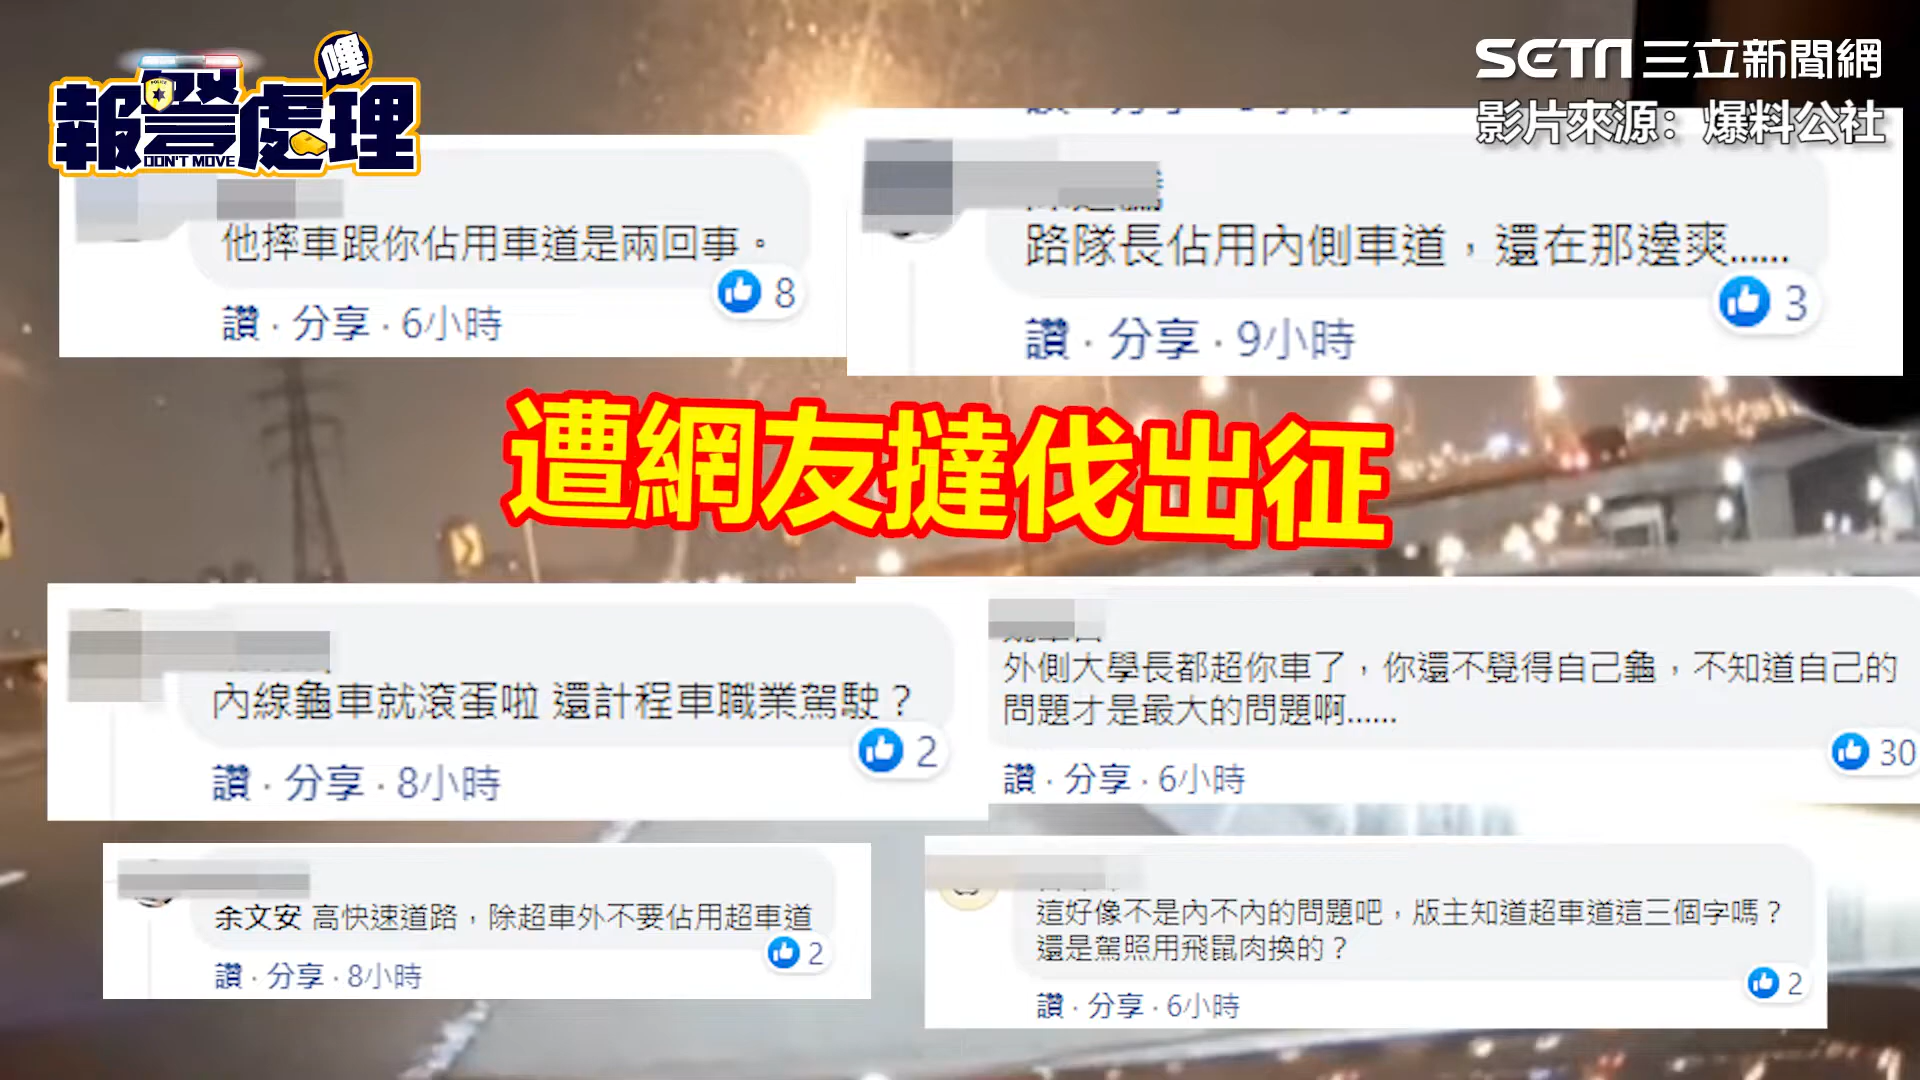 嗶
報警處理
DON'T MOVE
SETN三立新聞網
影片來源：爆料公社
他摔車跟你佔用車道是兩回事。
8
讚 · 分享 · 6小時
路隊長佔用內側車道，還在那邊爽......
3
讚 · 分享 · 9小時
遭網友撻伐出征
內線龜車就滾蛋啦 還計程車職業駕駛？
2
讚 · 分享 · 8小時
外側大學長都超你車了，你還不覺得自己龜，不知道自己的
問題才是最大的問題啊......
30
讚 · 分享 · 6小時
余文安 高快速道路，除超車外不要佔用超車道
2
讚 · 分享 · 8小時
這好像不是內不內的問題吧，版主知道超車道這三個字嗎？
還是駕照用飛鼠肉換的？
2
讚 · 分享 · 6小時